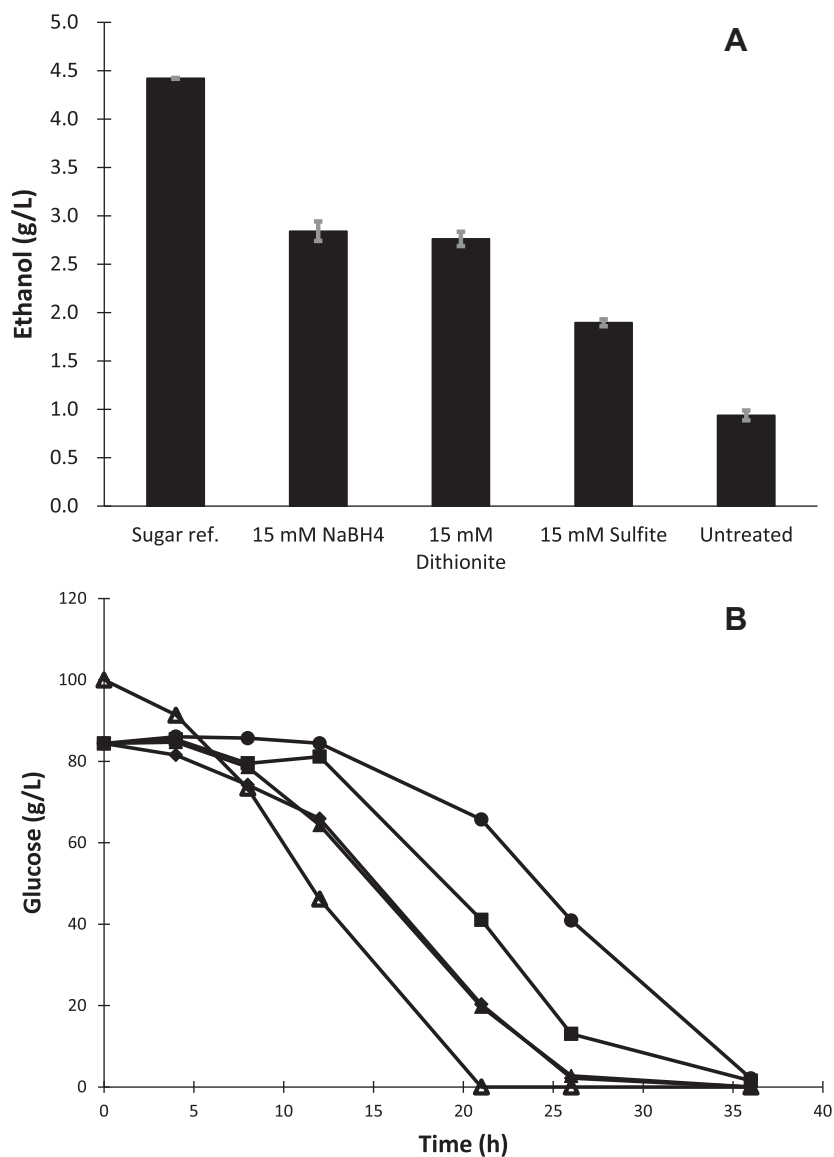 A
5.0
4.5
4.0
3.5
3.0
2.5
2.0
1.5
1.0
0.5
0.0
Ethanol (g/L)
Sugar ref.
15 mM NaBH4
15 mM
Dithionite
15 mM Sulfite
Untreated
B
120
100
80
60
40
20
0
Glucose (g/L)
0 5 10 15 20 25 30 35 40
Time (h)